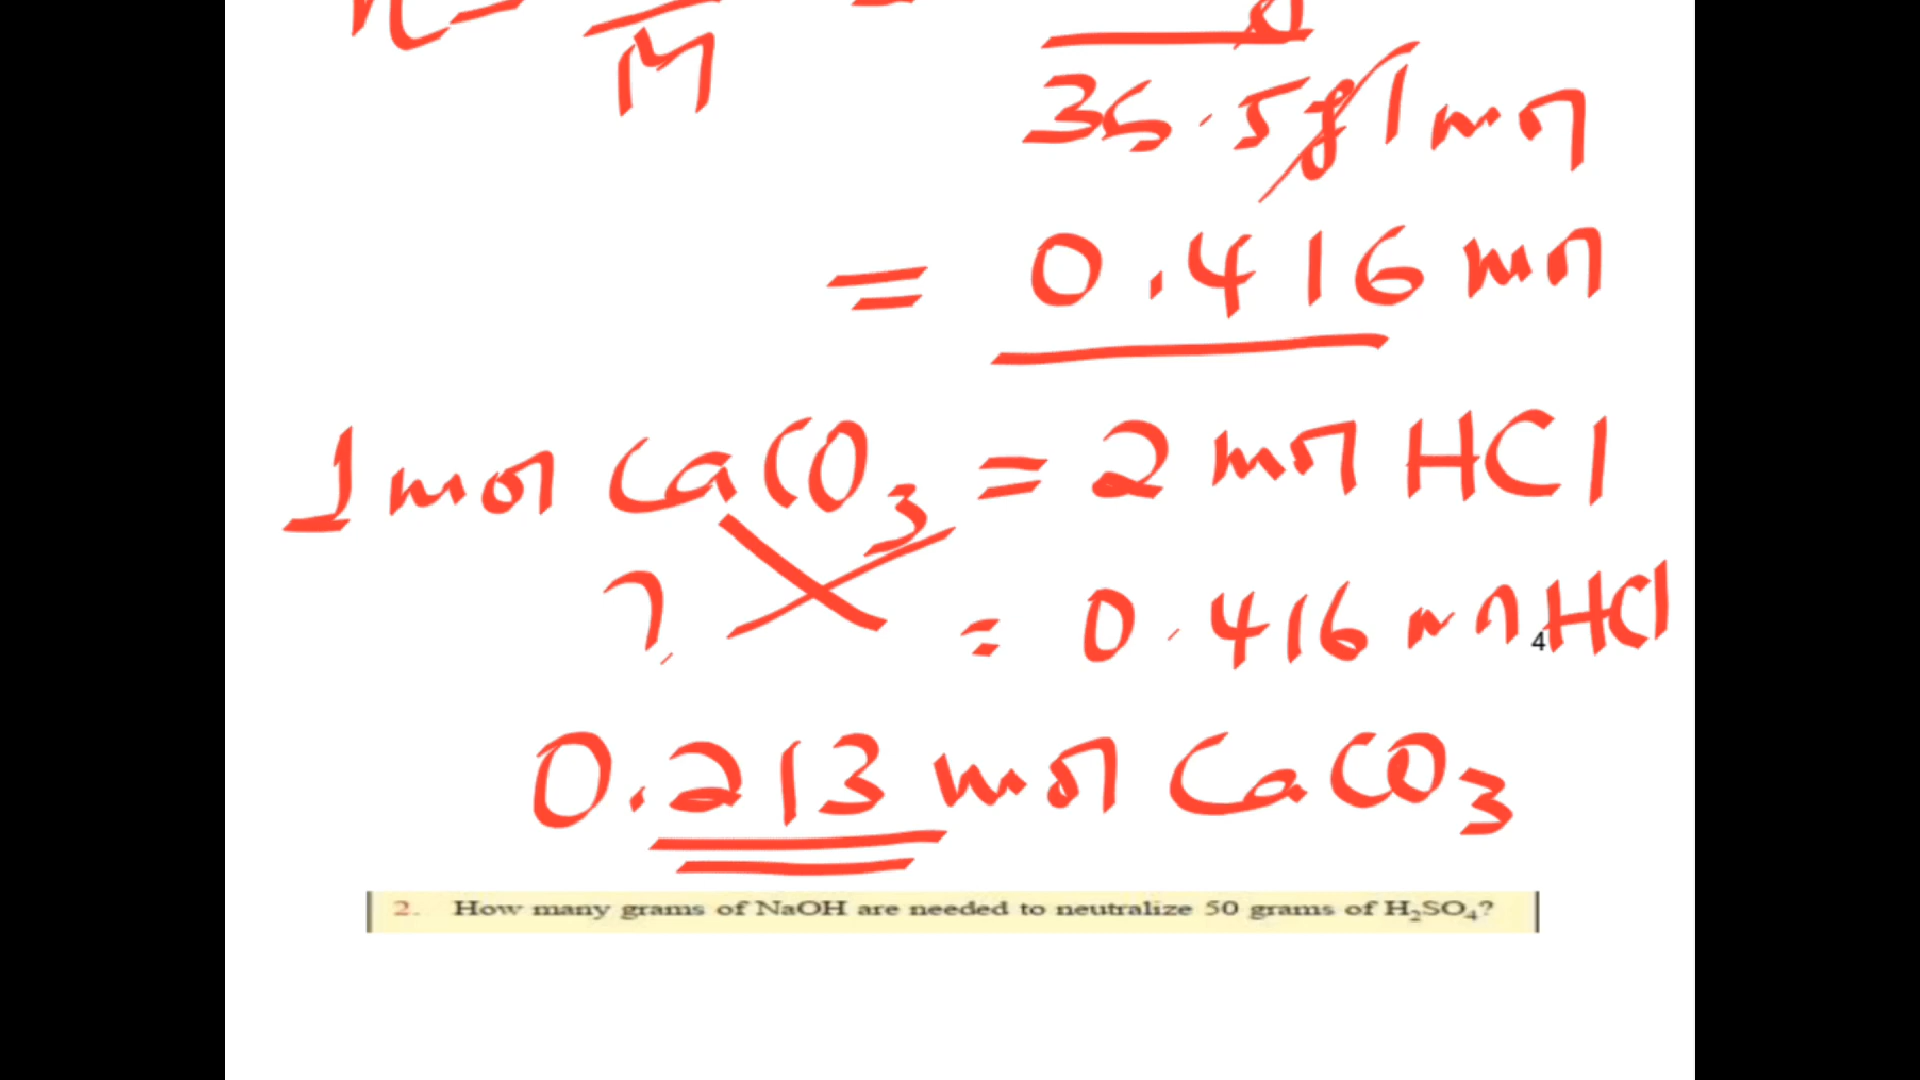 n =
M
36.5g/mol
= 0.416 mol
1 mol CaCO3 = 2 mol HCl
? = 0.416 mol HCl
4
0.213 mol CaCO3
2. How many grams of NaOH are needed to neutralize 50 grams of H₂SO₄?